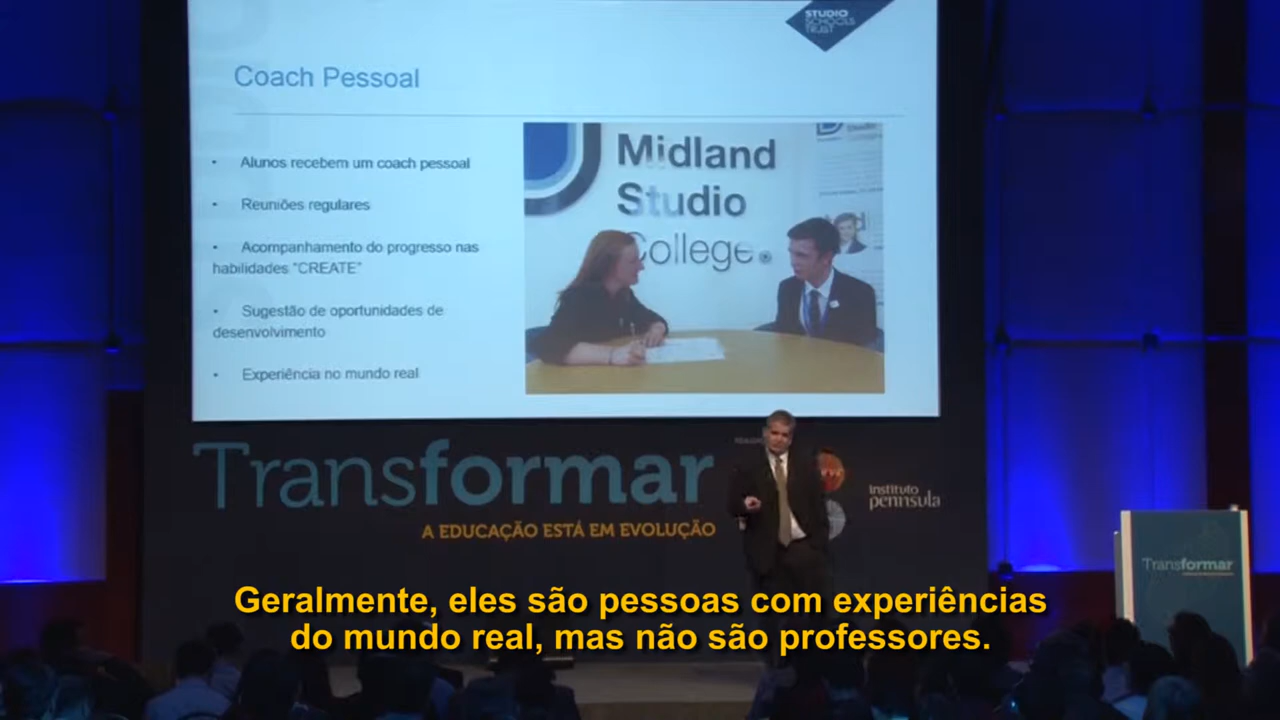 STUDIO
SCHOOLS
TRUST
Coach Pessoal
• Alunos recebem um coach pessoal
• Reuniões regulares
• Acompanhamento do progresso nas
habilidades "CREATE"
• Sugestão de oportunidades de
desenvolvimento
• Experiência no mundo real
Midland
Studio
College
Transformar
A EDUCAÇÃO ESTÁ EM EVOLUÇÃO
instituto
península
Transformar
Geralmente, eles são pessoas com experiências
do mundo real, mas não são professores.